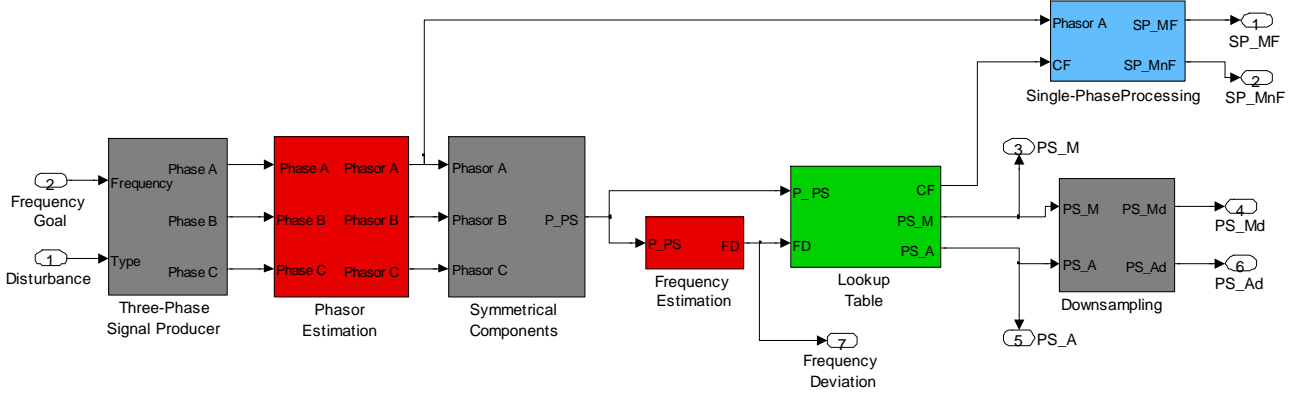 Phasor A
SP_MF
CF
SP_MnF
Single-PhaseProcessing
1
SP_MF
2
SP_MnF
2
Frequency
Goal
1
Disturbance
Frequency
Type
Phase A
Phase B
Phase C
Three-Phase
Signal Producer
Phase A
Phase B
Phase C
Phasor A
Phasor B
Phasor C
Phasor
Estimation
Phasor A
Phasor B
Phasor C
P_PS
Symmetrical
Components
P_PS
FD
Frequency
Estimation
P_ PS
FD
CF
PS_M
PS_A
Lookup
Table
7
Frequency
Deviation
3
PS_M
5
PS_A
PS_M
PS_A
PS_Md
PS_Ad
Downsampling
4
PS_Md
6
PS_Ad